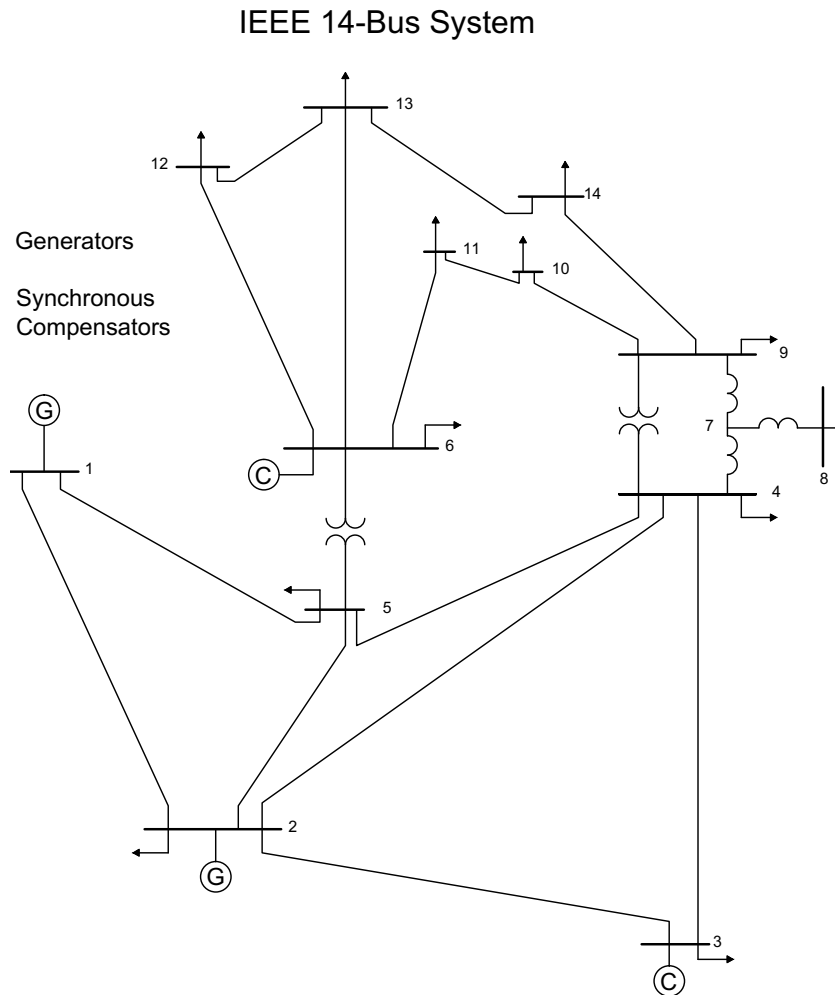 IEEE 14-Bus System
13
12
14
Generators
11
10
Synchronous
Compensators
9
G
7
6
8
C
1
4
5
2
G
3
C